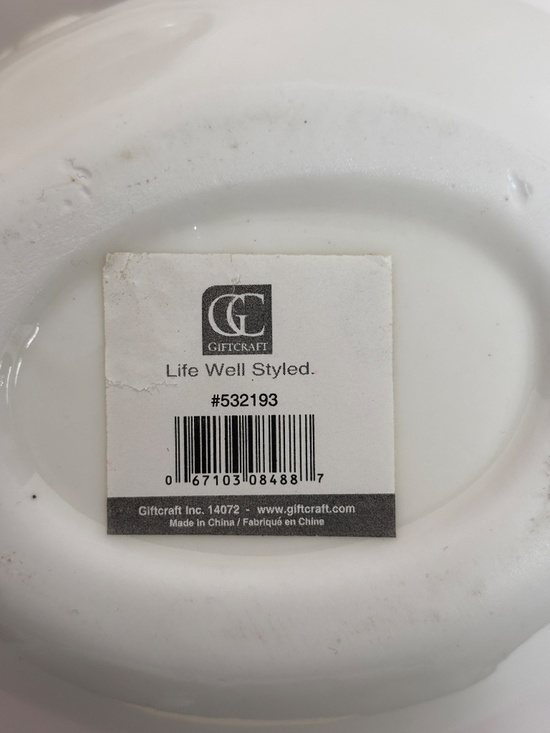 GC
GIFTCRAFT
Life Well Styled.
#532193
0 67103 08488 7
Giftcraft Inc. 14072 - www.giftcraft.com
Made in China / Fabriqué en Chine